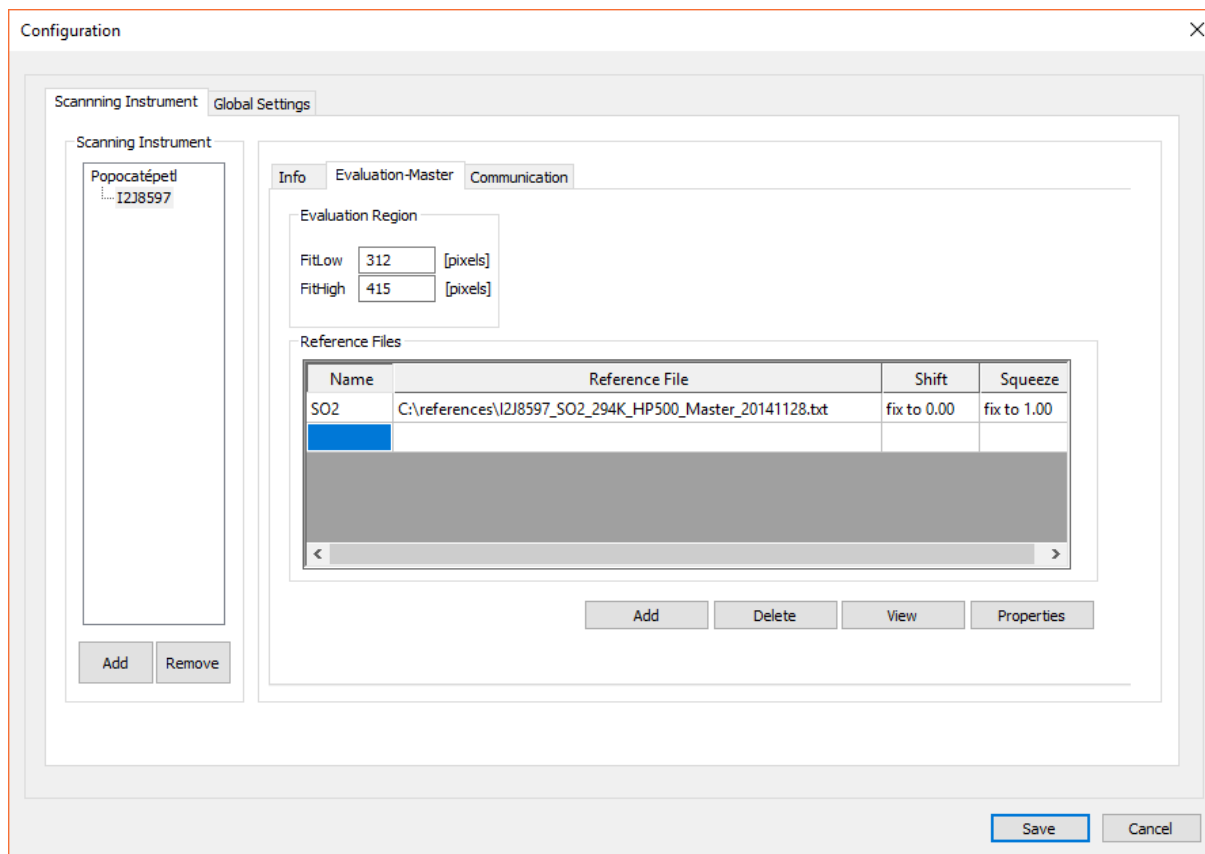 Configuration
Scannning Instrument Global Settings
Scanning Instrument
Popocatépetl
I2J8597
Add Remove
Info Evaluation-Master Communication
Evaluation Region
FitLow 312 [pixels]
FitHigh 415 [pixels]
Reference Files
Name Reference File Shift Squeeze
SO2 C:\references\I2J8597_SO2_294K_HP500_Master_20141128.txt fix to 0.00 fix to 1.00
Add Delete View Properties
Save Cancel